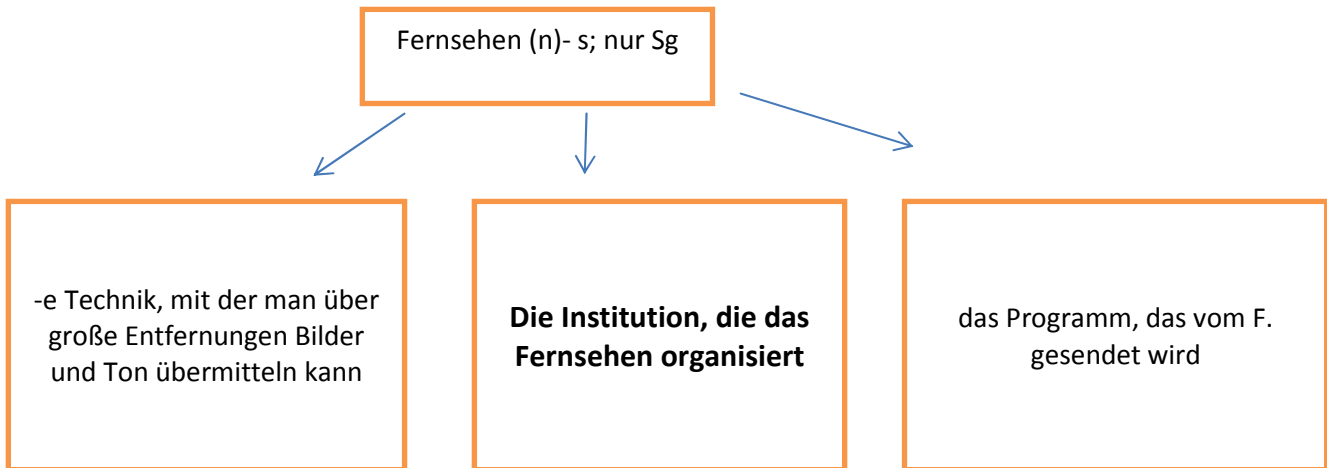 Fernsehen (n)- s; nur Sg
-e Technik, mit der man über
große Entfernungen Bilder
und Ton übermitteln kann
Die Institution, die das
Fernsehen organisiert
das Programm, das vom F.
gesendet wird